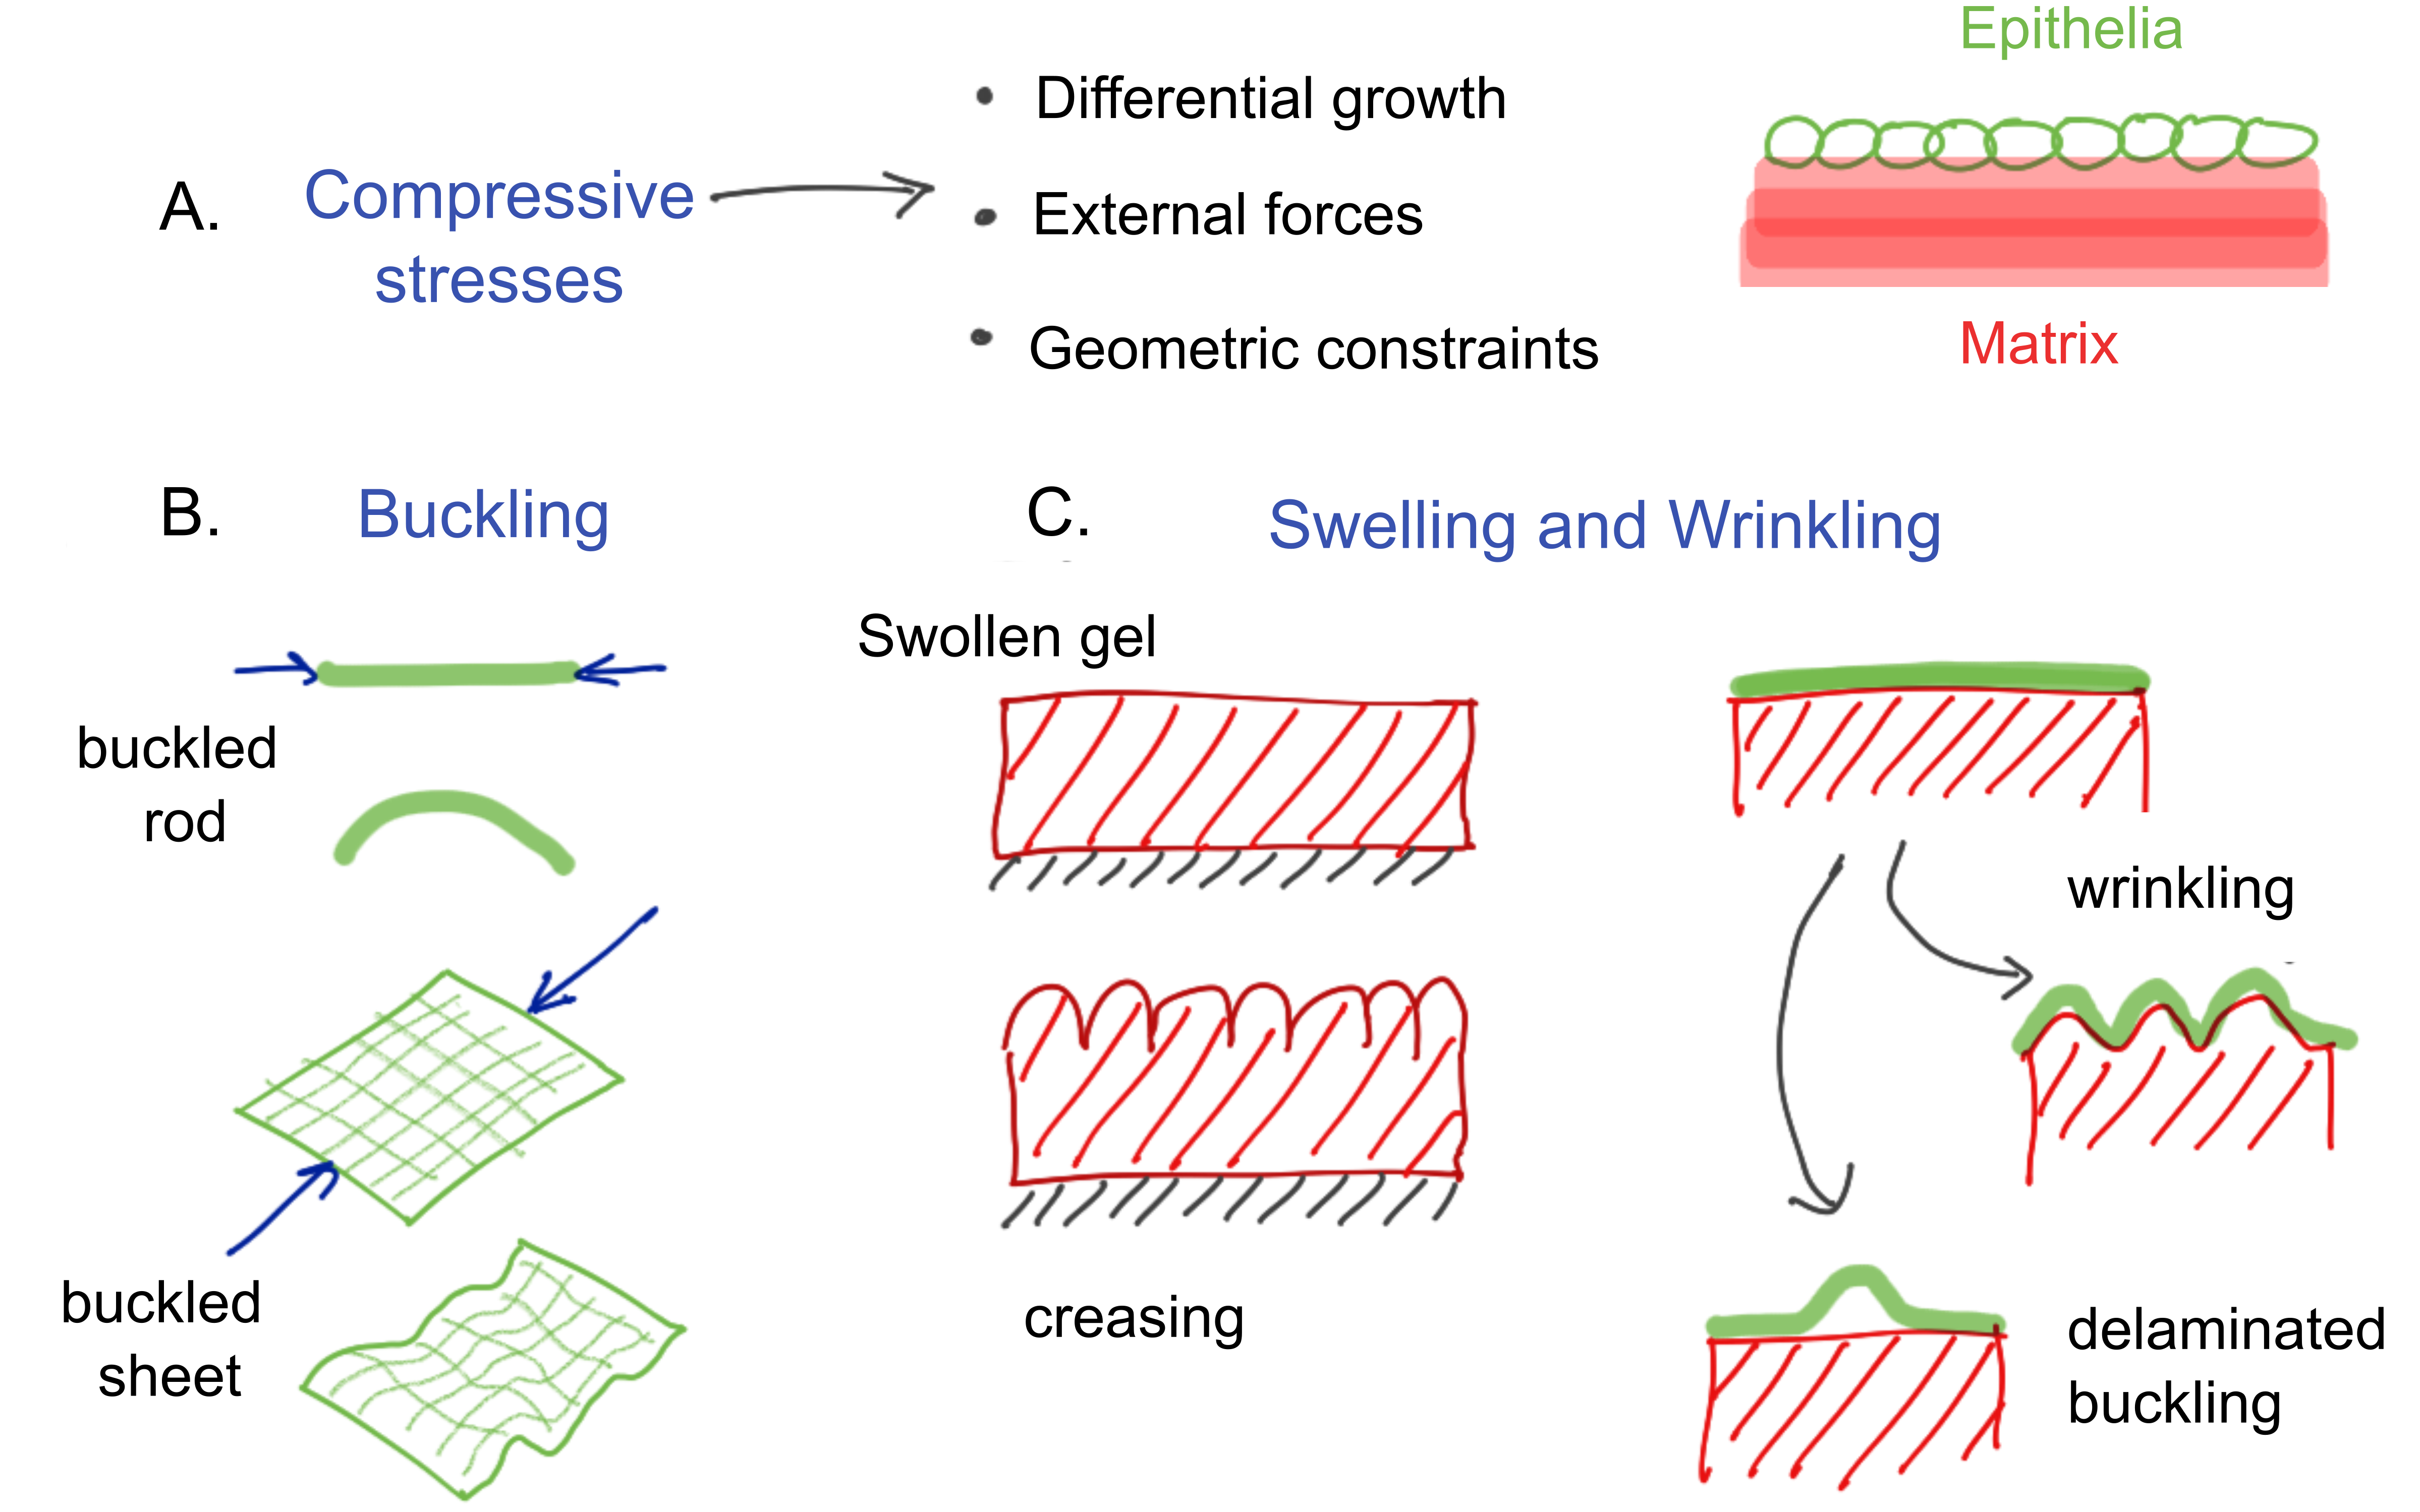 Epithelia
A. Compressive
stresses
• Differential growth
• External forces
• Geometric constraints
Matrix
B. Buckling
buckled
rod
buckled
sheet
C. Swelling and Wrinkling
Swollen gel
creasing
wrinkling
delaminated
buckling